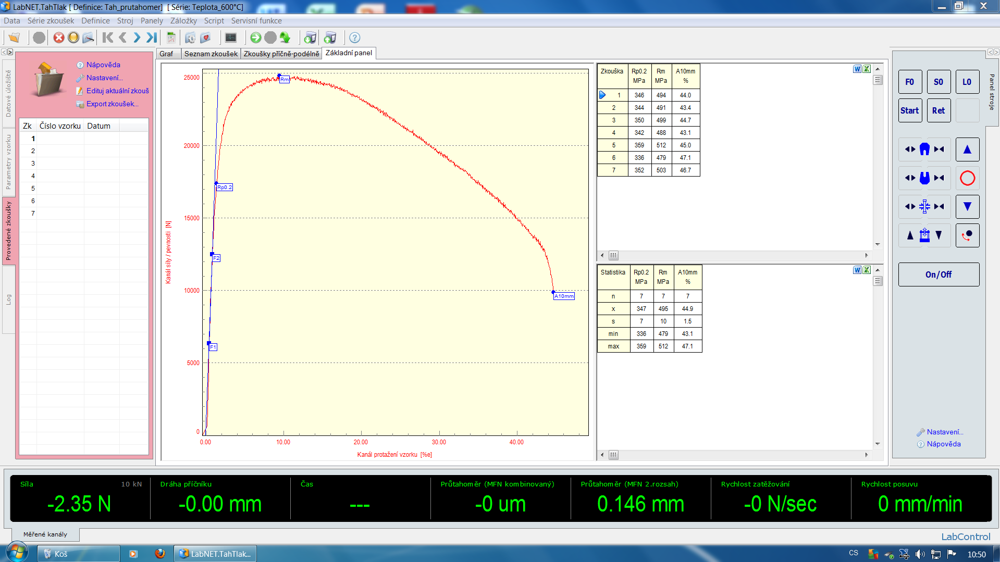 LabNET.TahTlak [ Definice: Tah_prutahomer]  [ Série: Teplota_600°C]
Data Série zkoušek Definice Stroj Panely Záložky Script Servisní funkce
Graf Seznam zkoušek Zkoušky příčně-podélně Základní panel
Datové úložiště
Parametry vzorku
Provedené zkoušky
Log
Nápověda
Nastavení...
Edituj aktuální zkouš
Export zkoušek...
Zk Číslo vzorku Datum
1
2
3
4
5
6
7
Kanál síly / pevnosti [N]
25000
20000
15000
10000
5000
0
Rm
Rp0.2
F2
F1
A10mm
0.00 10.00 20.00 30.00 40.00
Kanál protažení vzorku [%e]
Zkouška Rp0.2 Rm A10mm
MPa MPa %
1 346 494 44.0
2 344 491 43.4
3 350 499 44.7
4 342 488 43.1
5 359 512 45.0
6 336 479 47.1
7 352 503 46.7
Statistika Rp0.2 Rm A10mm
MPa MPa %
n 7 7 7
x 347 495 44.9
s 7 10 1.5
min 336 479 43.1
max 359 512 47.1
Panel stroje
F0 S0 L0
Start Ret
On/Off
Nastavení...
Nápověda
Síla 10 kN
-2.35 N
Dráha příčníku
-0.00 mm
Čas
---
Průtahoměr (MFN kombinovaný)
-0 um
Průtahoměr (MFN 2.rozsah)
0.146 mm
Rychlost zatěžování
-0 N/sec
Rychlost posuvu
0 mm/min
Měřené kanály
LabControl
Koš
LabNET.TahTlak...
CS
10:50